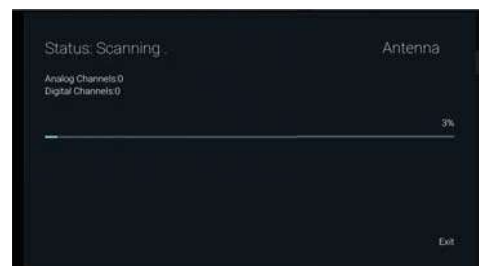 Status: Scanning .
Antenna
Analog Channels:0
Digital Channels:0
3%
Exit